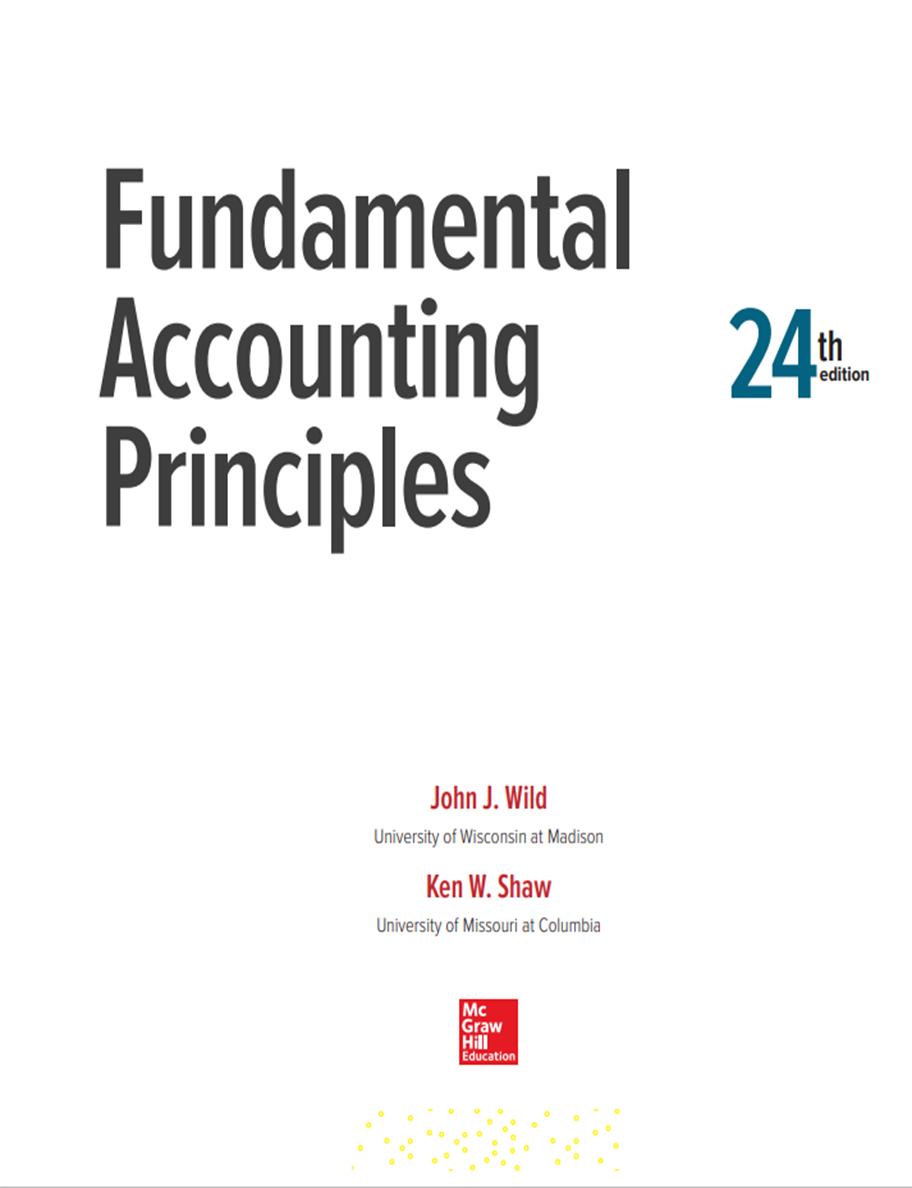 Fundamental
Accounting
Principles
24th
edition
John J. Wild
University of Wisconsin at Madison
Ken W. Shaw
University of Missouri at Columbia
Mc
Graw
Hill
Education